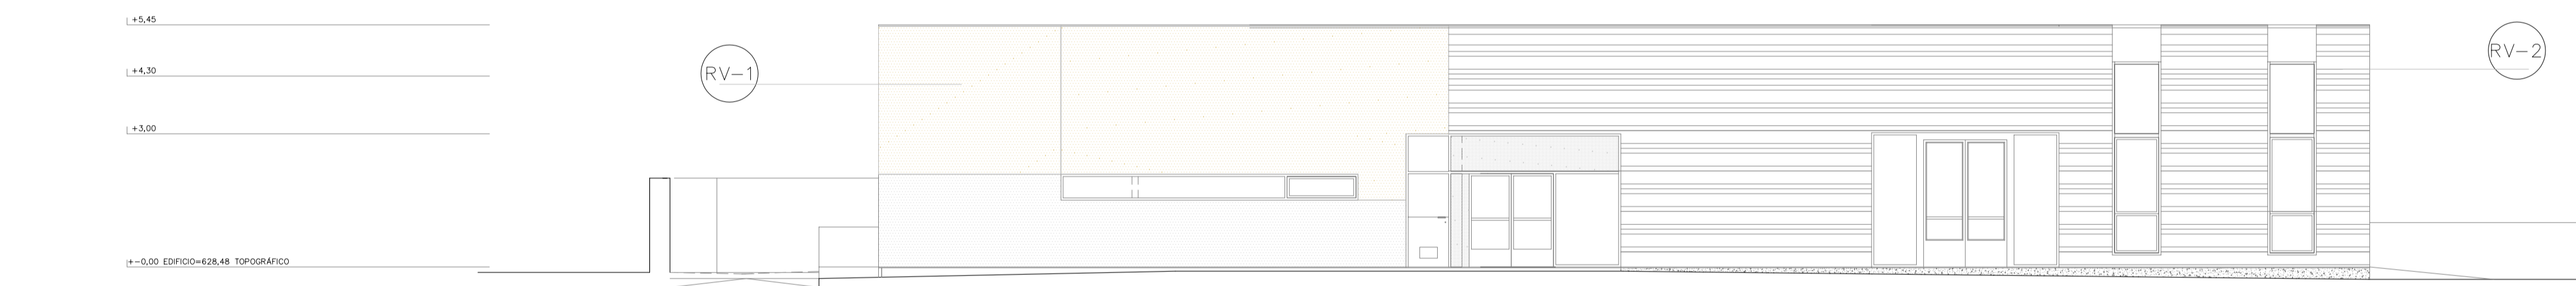 +5,45
+4,30
+3,00
+-0,00 EDIFICIO=628,48 TOPOGRÁFICO
RV-1
RV-2